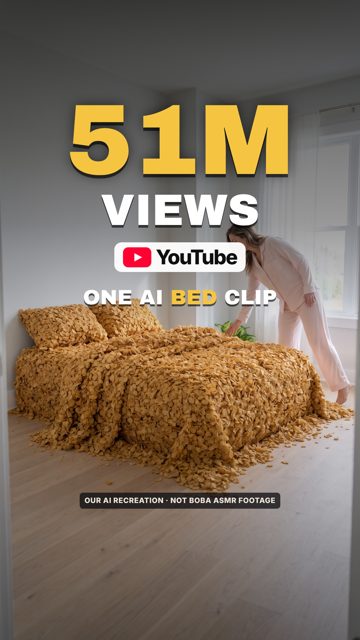 51M
VIEWS
YouTube
ONE AI BED CLIP
OUR AI RECREATION · NOT BOBA ASMR FOOTAGE